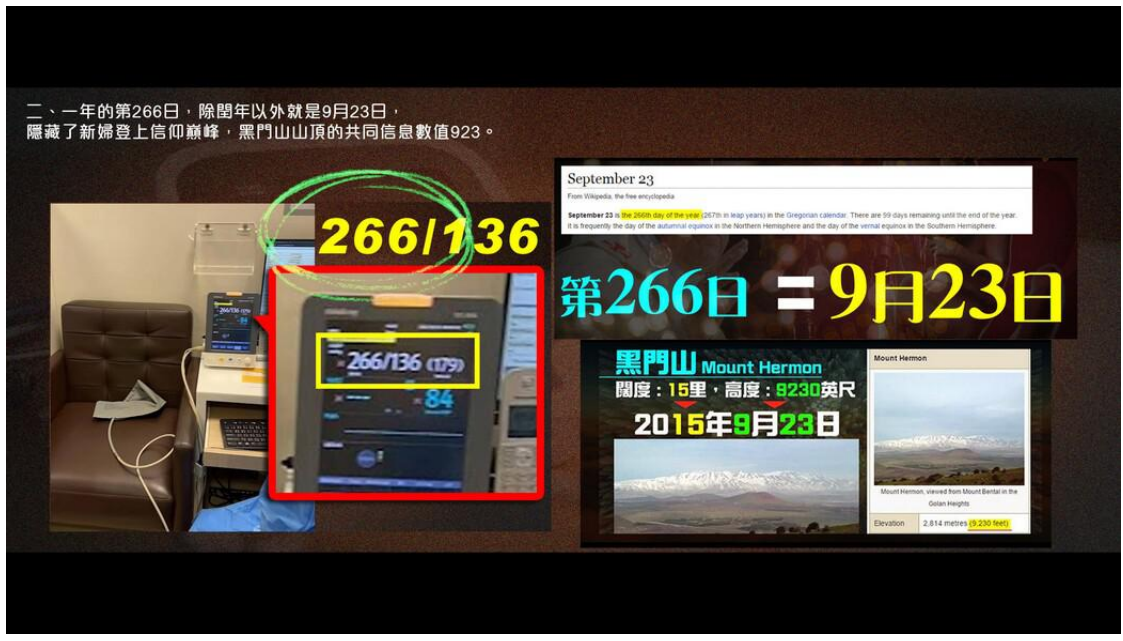 二、一年的第266日，除閏年以外就是9月23日，
隱藏了新婦登上信仰巔峰，黑門山山頂的共同信息數值923。
266/136
266/136 (179)
84
September 23
From Wikipedia, the free encyclopedia
September 23 is the 266th day of the year (267th in leap years) in the Gregorian calendar. There are 99 days remaining until the end of the year.
It is frequently the day of the autumnal equinox in the Northern Hemisphere and the day of the vernal equinox in the Southern Hemisphere.
第266日 = 9月23日
黑門山 Mount Hermon
闊度：15里，高度：9230英尺
2015年9月23日
Mount Hermon
Mount Hermon, viewed from Mount Bental in the
Golan Heights
Elevation 2,814 metres (9,230 feet)